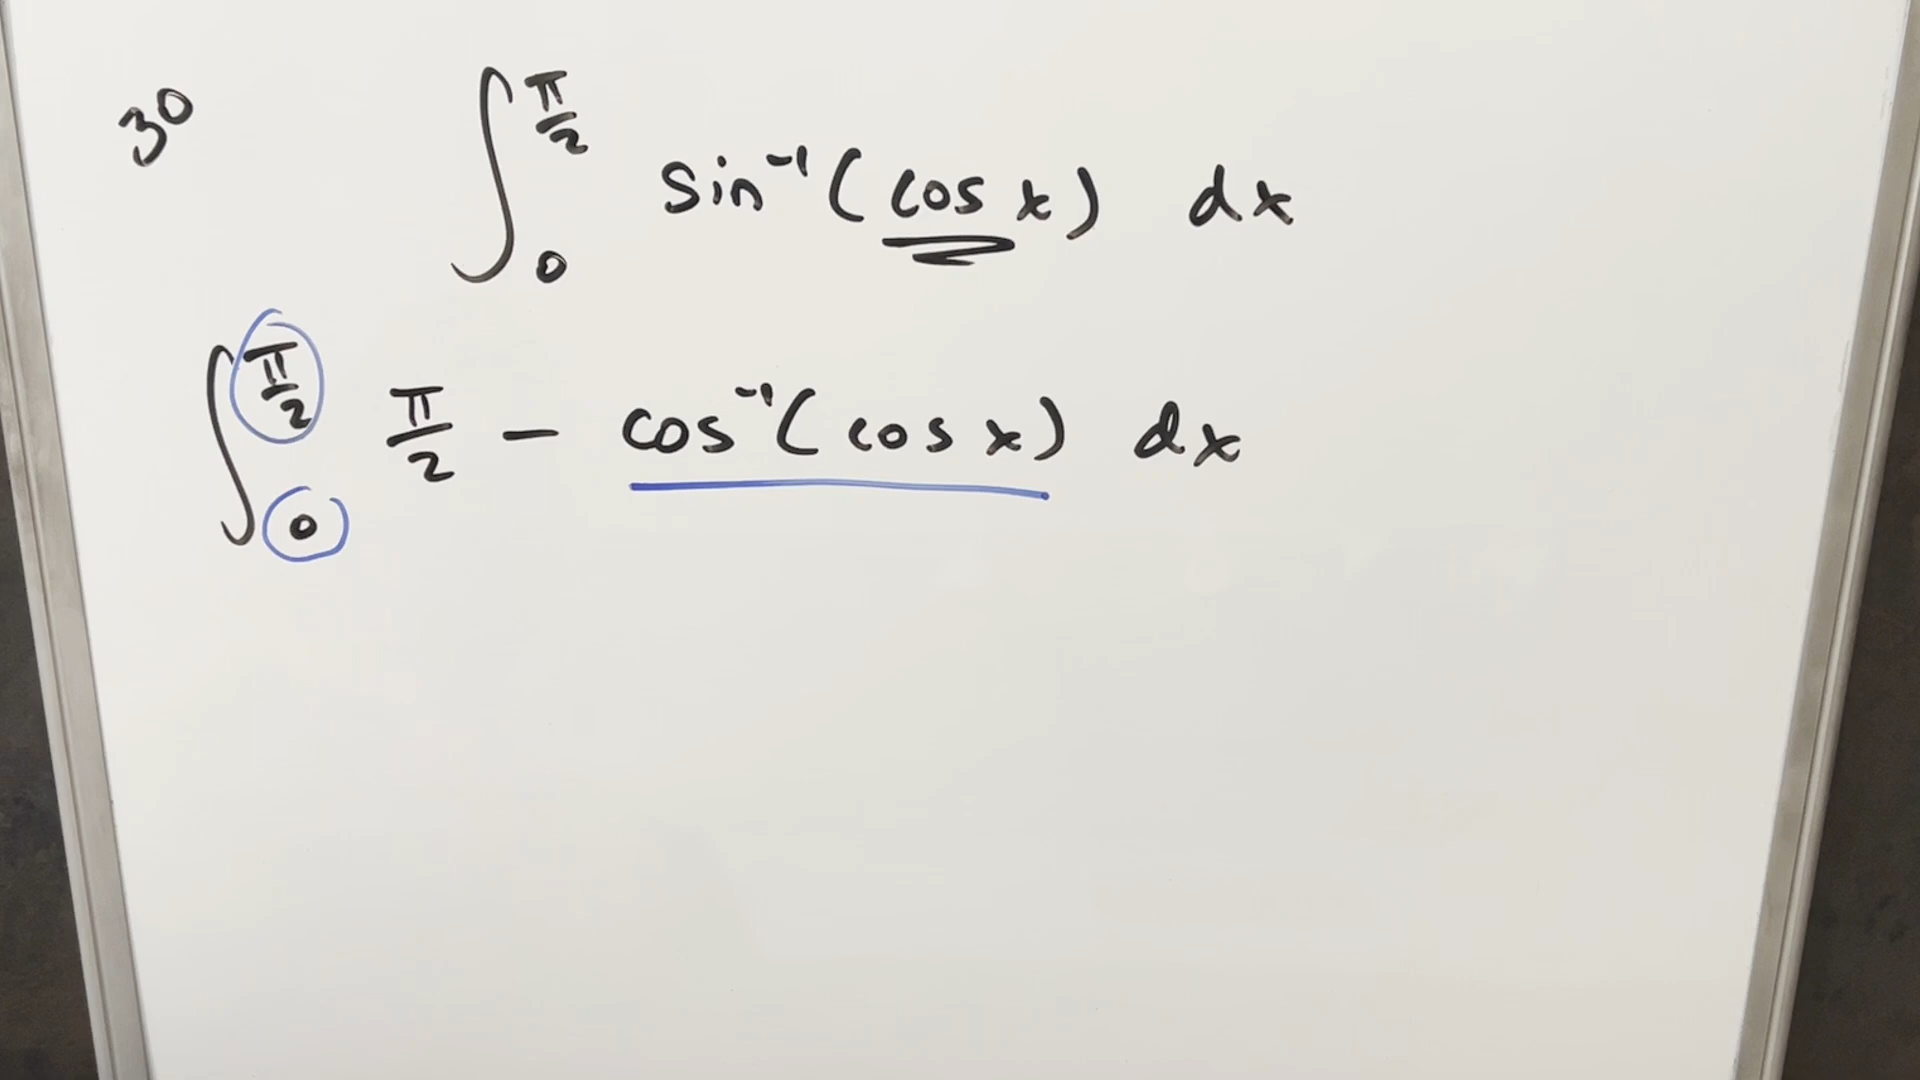 30
∫₀^{π/2} sin⁻¹(cos x) dx
∫₀^{π/2} π/2 − cos⁻¹(cos x) dx